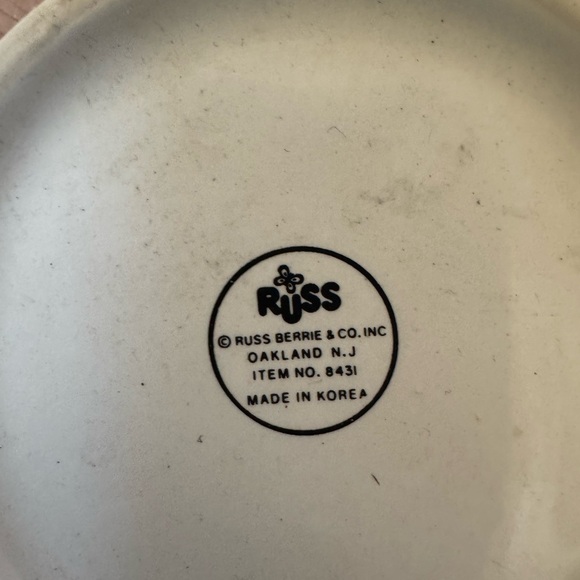 RUSS
© RUSS BERRIE & CO. INC
OAKLAND N.J
ITEM NO. 8431
MADE IN KOREA